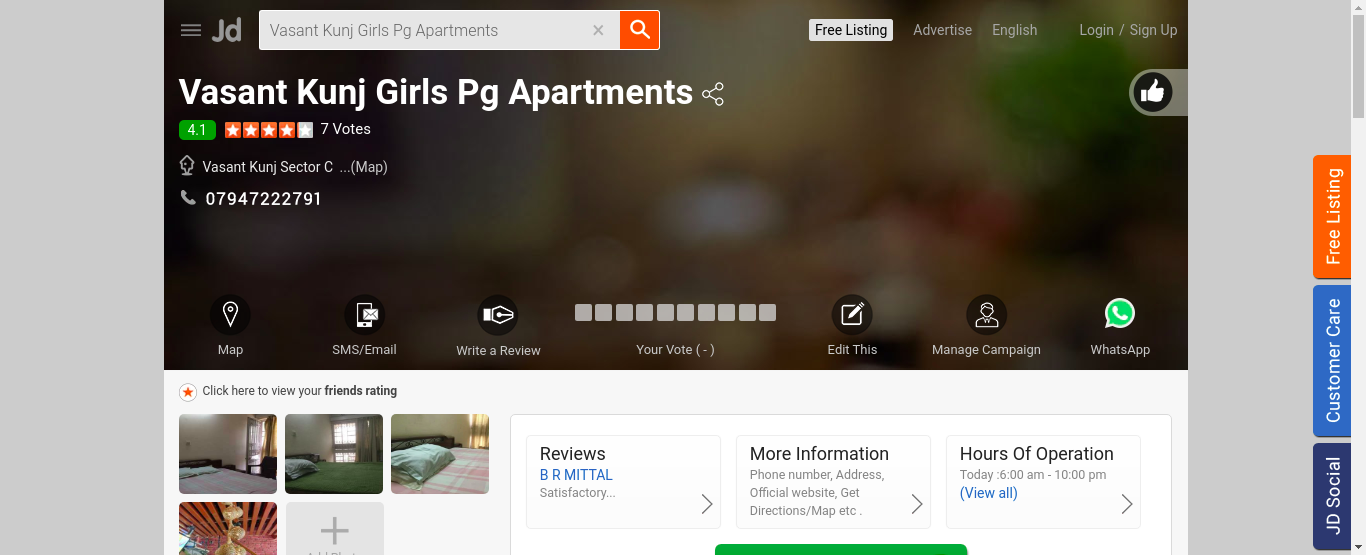 Jd
Vasant Kunj Girls Pg Apartments
Free Listing
Advertise
English
Login / Sign Up
Vasant Kunj Girls Pg Apartments
4.1
7 Votes
Vasant Kunj Sector C ...(Map)
07947222791
Map
SMS/Email
Write a Review
Your Vote ( - )
Edit This
Manage Campaign
WhatsApp
Click here to view your friends rating
Reviews
B R MITTAL
Satisfactory...
More Information
Phone number, Address,
Official website, Get
Directions/Map etc .
Hours Of Operation
Today :6:00 am - 10:00 pm
(View all)
Free Listing
Customer Care
JD Social